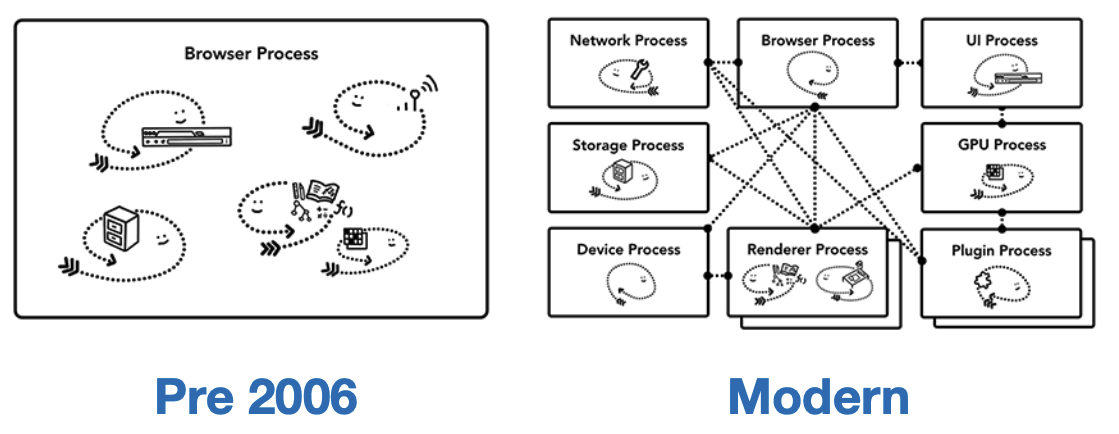 Browser Process
Network Process
Browser Process
UI Process
Storage Process
GPU Process
Device Process
Renderer Process
Plugin Process
f()
f()
Pre 2006
Modern